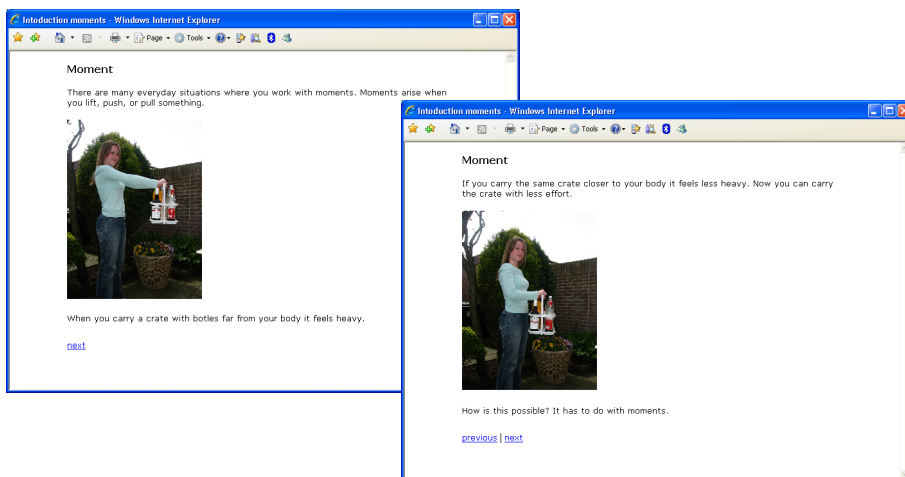 Intoduction moments - Windows Internet Explorer
Page Tools
Moment
There are many everyday situations where you work with moments. Moments arise when
you lift, push, or pull something.
When you carry a crate with botles far from your body it feels heavy.
next
Intoduction moments - Windows Internet Explorer
Page Tools
Moment
If you carry the same crate closer to your body it feels less heavy. Now you can carry
the crate with less effort.
How is this possible? It has to do with moments.
previous | next